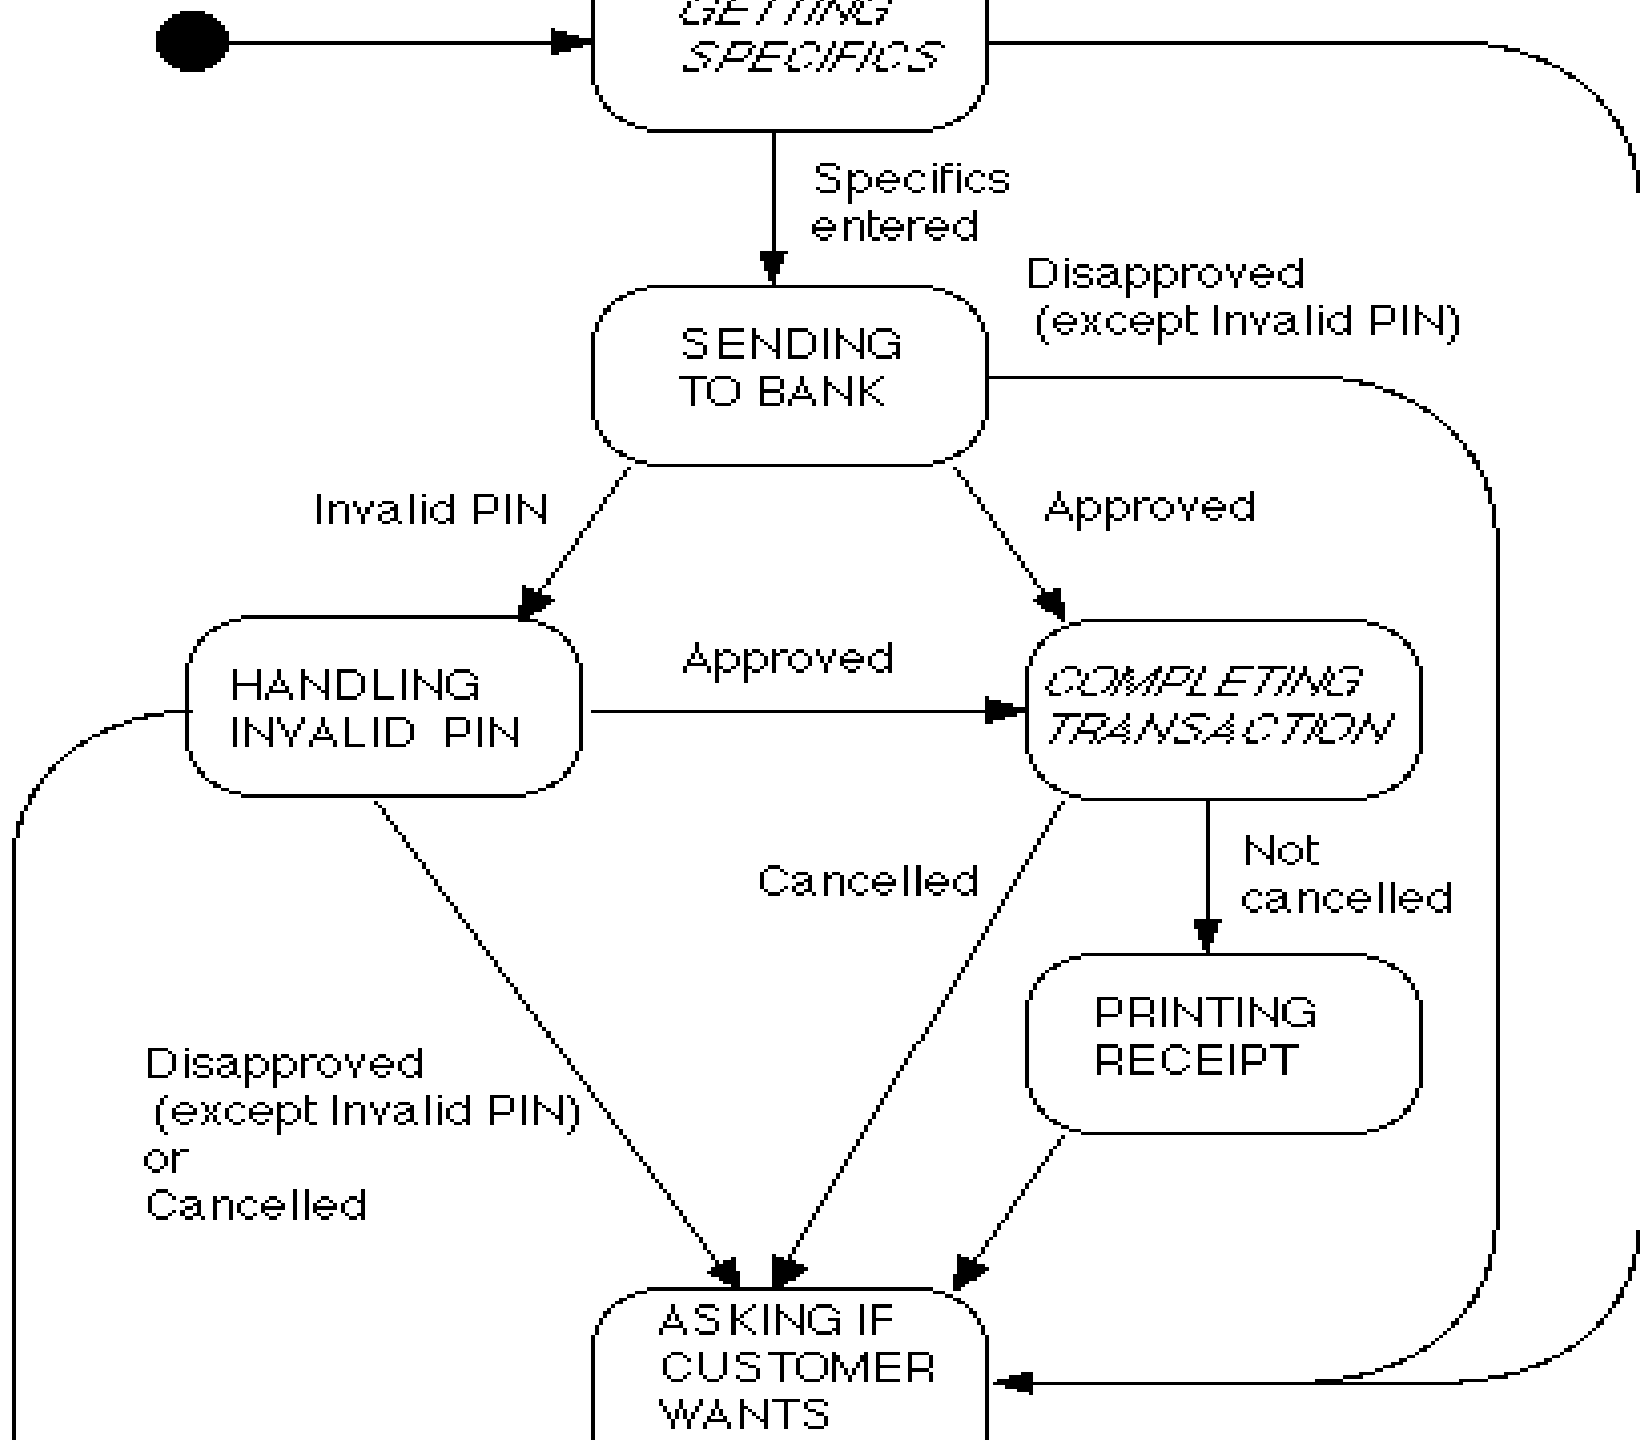 GETTING
SPECIFICS
Specifics
entered
Disapproved
(except Invalid PIN)
SENDING
TO BANK
Invalid PIN
Approved
Approved
HANDLING
INVALID PIN
COMPLETING
TRANSACTION
Cancelled
Not
cancelled
PRINTING
RECEIPT
Disapproved
(except Invalid PIN)
or
Cancelled
ASKING IF
CUSTOMER
WANTS